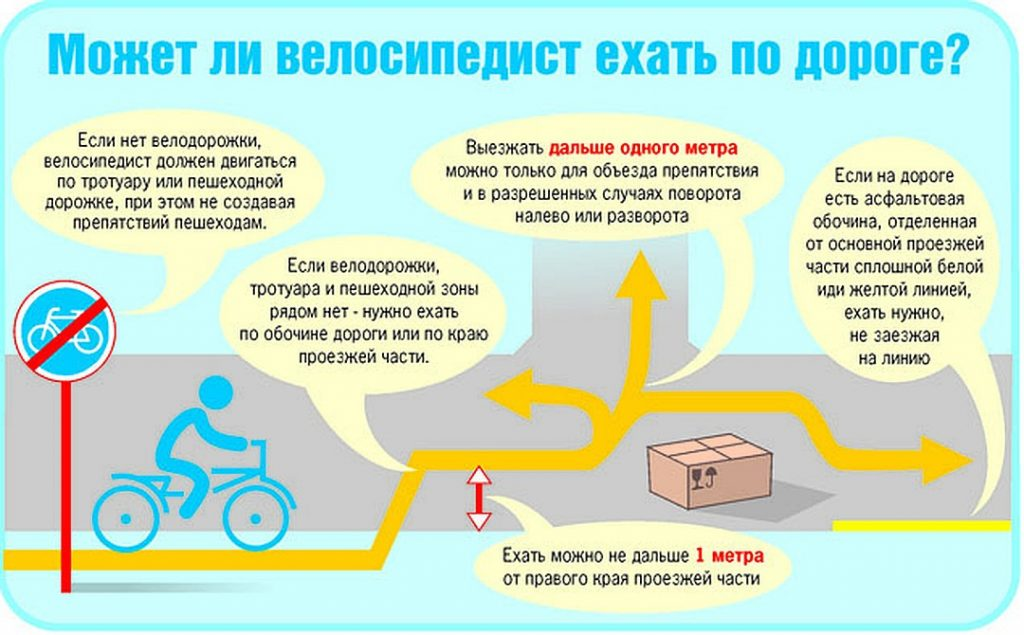 Может ли велосипедист ехать по дороге?
Если нет велодорожки,
велосипедист должен двигаться
по тротуару или пешеходной
дорожке, при этом не создавая
препятствий пешеходам.
Если велодорожки,
тротуара и пешеходной зоны
рядом нет - нужно ехать
по обочине дороги или по краю
проезжей части.
Выезжать дальше одного метра
можно только для объезда препятствия
и в разрешенных случаях поворота
налево или разворота
Если на дороге
есть асфальтовая
обочина, отделенная
от основной проезжей
части сплошной белой
иди желтой линией,
ехать нужно,
не заезжая
на линию
Ехать можно не дальше 1 метра
от правого края проезжей части